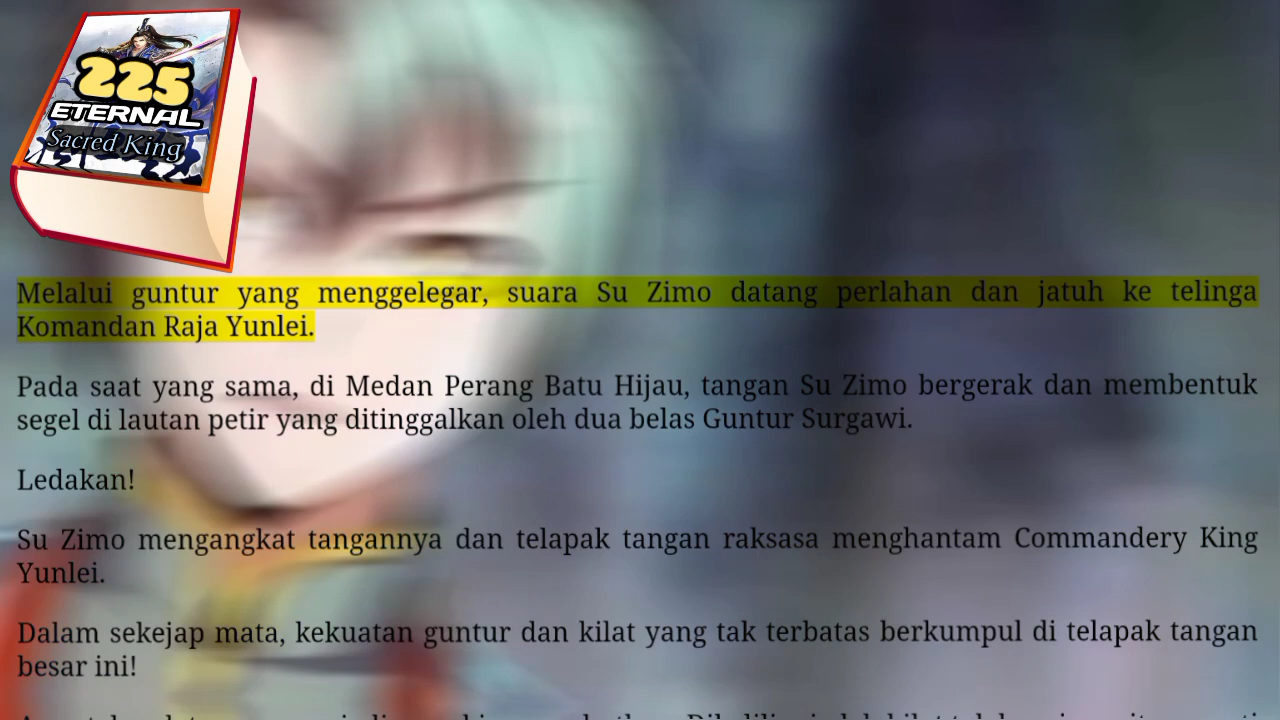 225
ETERNAL
Sacred King
Melalui guntur yang menggelegar, suara Su Zimo datang perlahan dan jatuh ke telinga
Komandan Raja Yunlei.
Pada saat yang sama, di Medan Perang Batu Hijau, tangan Su Zimo bergerak dan membentuk
segel di lautan petir yang ditinggalkan oleh dua belas Guntur Surgawi.
Ledakan!
Su Zimo mengangkat tangannya dan telapak tangan raksasa menghantam Commandery King
Yunlei.
Dalam sekejap mata, kekuatan guntur dan kilat yang tak terbatas berkumpul di telapak tangan
besar ini!